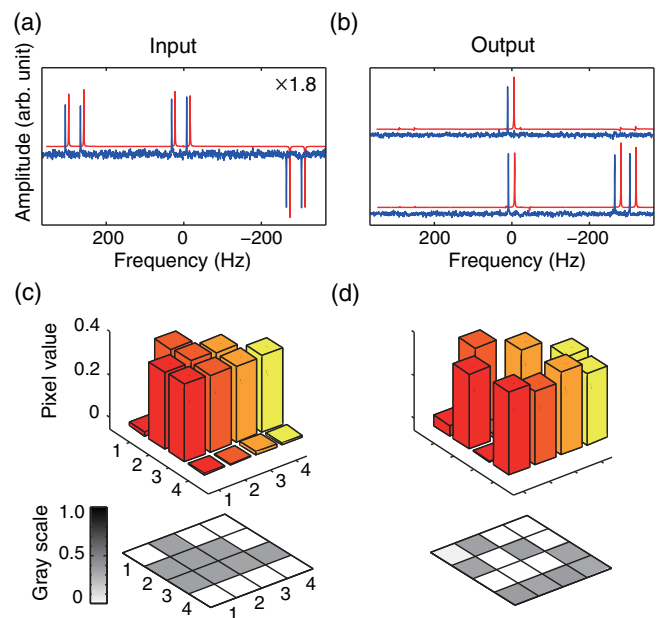 (a)
Input
(b)
Output
Amplitude (arb. unit)
×1.8
200
0
−200
Frequency (Hz)
200
0
−200
Frequency (Hz)
(c)
(d)
Pixel value
0.4
0.2
0
1
2
3
4
1
2
3
4
Gray scale
1.0
0.5
0
1
2
3
4
1
2
3
4